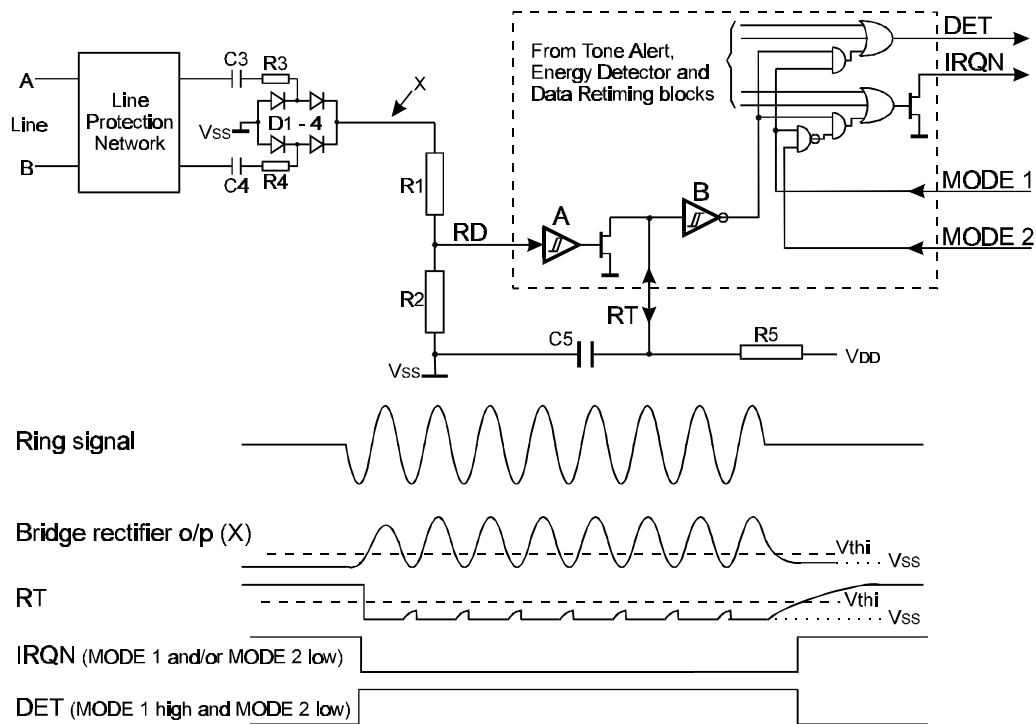 From Tone Alert,
Energy Detector and
Data Retiming blocks
DET
IRQN
MODE 1
MODE 2
A
Line
B
Line
Protection
Network
C3
R3
X
Vss
D1 - 4
C4
R4
R1
RD
A
B
R2
RT
C5
R5
VDD
Vss
Ring signal
Bridge rectifier o/p (X)
Vthi
Vss
RT
Vthi
Vss
IRQN (MODE 1 and/or MODE 2 low)
DET (MODE 1 high and MODE 2 low)